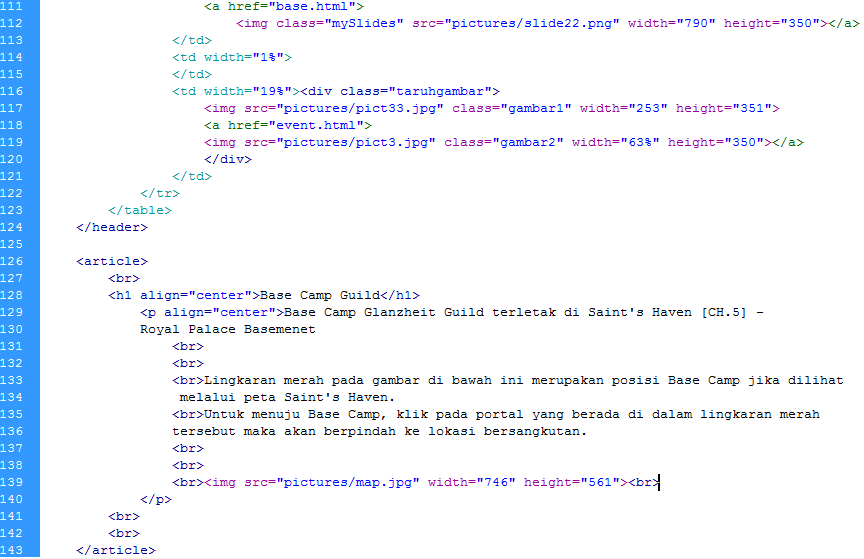 111 <a href="base.html">
112 <img class="mySlides" src="pictures/slide22.png" width="790" height="350"></a>
113 </td>
114 <td width="1%">
115 </td>
116 <td width="19%"><div class="taruhgambar">
117 <img src="pictures/pict33.jpg" class="gambar1" width="253" height="351">
118 <a href="event.html">
119 <img src="pictures/pict3.jpg" class="gambar2" width="63%" height="350"></a>
120 </div>
121 </td>
122 </tr>
123 </table>
124 </header>
125
126 <article>
127 <br>
128 <h1 align="center">Base Camp Guild</h1>
129 <p align="center">Base Camp Glanzheit Guild terletak di Saint's Haven [CH.5] -
130 Royal Palace Basemenet
131 <br>
132 <br>
133 <br>Lingkaran merah pada gambar di bawah ini merupakan posisi Base Camp jika dilihat
134 melalui peta Saint's Haven.
135 <br>Untuk menuju Base Camp, klik pada portal yang berada di dalam lingkaran merah
136 tersebut maka akan berpindah ke lokasi bersangkutan.
137 <br>
138 <br>
139 <br><img src="pictures/map.jpg" width="746" height="561"><br>
140 </p>
141 <br>
142 <br>
143 </article>